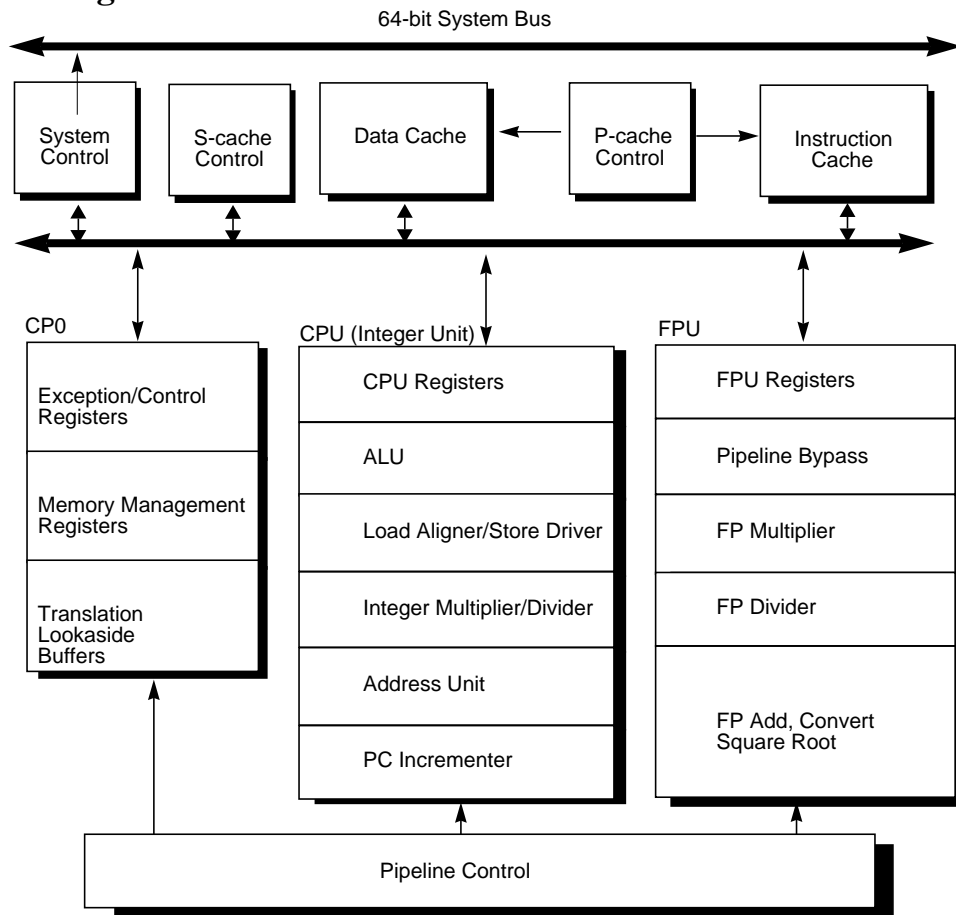 64-bit System Bus
System
Control
S-cache
Control
Data Cache
P-cache
Control
Instruction
Cache
CP0
Exception/Control
Registers
Memory Management
Registers
Translation
Lookaside
Buffers
CPU (Integer Unit)
CPU Registers
ALU
Load Aligner/Store Driver
Integer Multiplier/Divider
Address Unit
PC Incrementer
FPU
FPU Registers
Pipeline Bypass
FP Multiplier
FP Divider
FP Add, Convert
Square Root
Pipeline Control